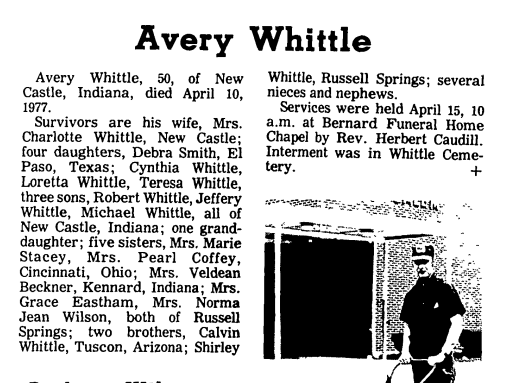 Avery Whittle
Avery Whittle, 50, of New
Castle, Indiana, died April 10,
1977.
Survivors are his wife, Mrs.
Charlotte Whittle, New Castle;
four daughters, Debra Smith, El
Paso, Texas; Cynthia Whittle,
Loretta Whittle, Teresa Whittle,
three sons, Robert Whittle, Jeffery
Whittle, Michael Whittle, all of
New Castle, Indiana; one grand-
daughter; five sisters, Mrs. Marie
Stacey, Mrs. Pearl Coffey,
Cincinnati, Ohio; Mrs. Veldean
Beckner, Kennard, Indiana; Mrs.
Grace Eastham, Mrs. Norma
Jean Wilson, both of Russell
Springs; two brothers, Calvin
Whittle, Tuscon, Arizona; Shirley
Whittle, Russell Springs; several
nieces and nephews.
Services were held April 15, 10
a.m. at Bernard Funeral Home
Chapel by Rev. Herbert Caudill.
Interment was in Whittle Ceme-
tery. +